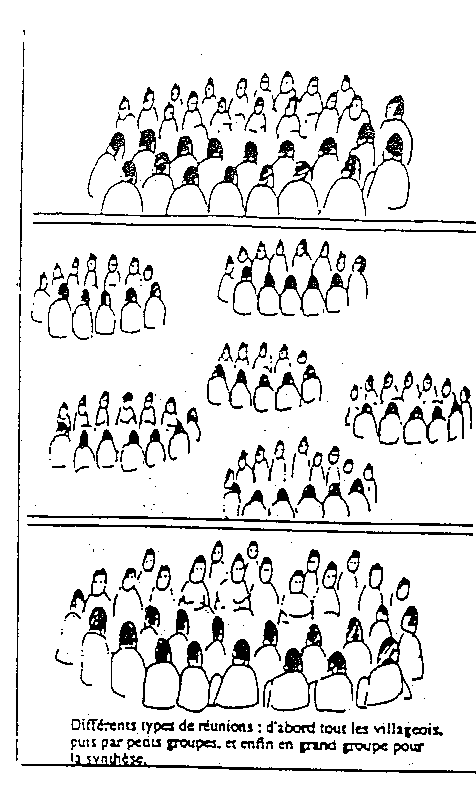 Différents types de réunions : d'abord tout les villageois,
puis par petits groupes, et enfin en grand groupe pour
la synthèse.